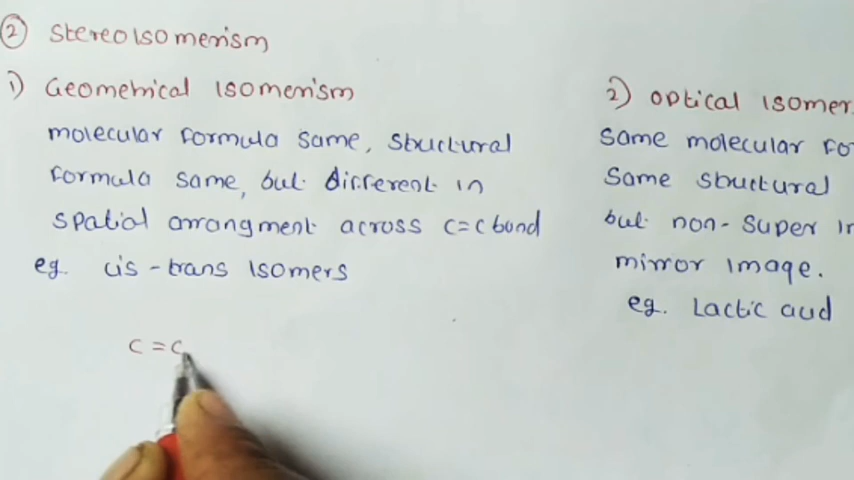 ② Stereoisomerism
1) Geometrical Isomerism
molecular formula same, structural
formula same, but different in
spatial arrangment across c=c bond
eg. cis-trans Isomers
c=c
2) optical isomer
same molecular fo
same structural
but non-super im
mirror image.
eg. Lactic acid